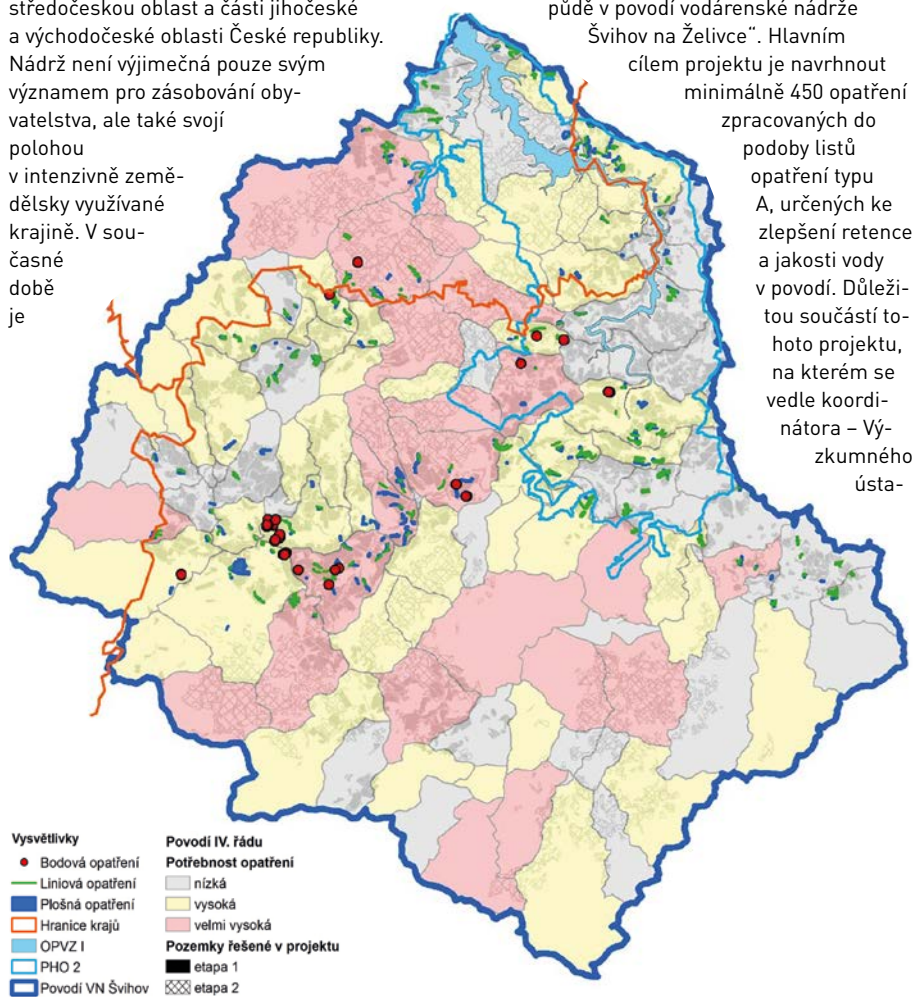 středočeskou oblast a části jihočeské
a východočeské oblasti České republiky.
Nádrž není výjimečná pouze svým
významem pro zásobování oby-
vatelstva, ale také svojí
polohou
v intenzivně země-
dělsky využívané
krajině. V sou-
časné
době
je
půdě v povodí vodárenské nádrže
Švihov na Želivce“. Hlavním
cílem projektu je navrhnout
minimálně 450 opatření
zpracovaných do
podoby listů
opatření typu
A, určených ke
zlepšení retence
a jakosti vody
v povodí. Důleži-
tou součástí to-
hoto projektu,
na kterém se
vedle koordi-
nátora – Vý-
zkumného
ústa-
Vysvětlivky
Bodová opatření
Liniová opatření
Plošná opatření
Hranice krajů
OPVZ I
PHO 2
Povodí VN Švihov
Povodí IV. řádu
Potřebnost opatření
nízká
vysoká
velmi vysoká
Pozemky řešené v projektu
etapa 1
etapa 2